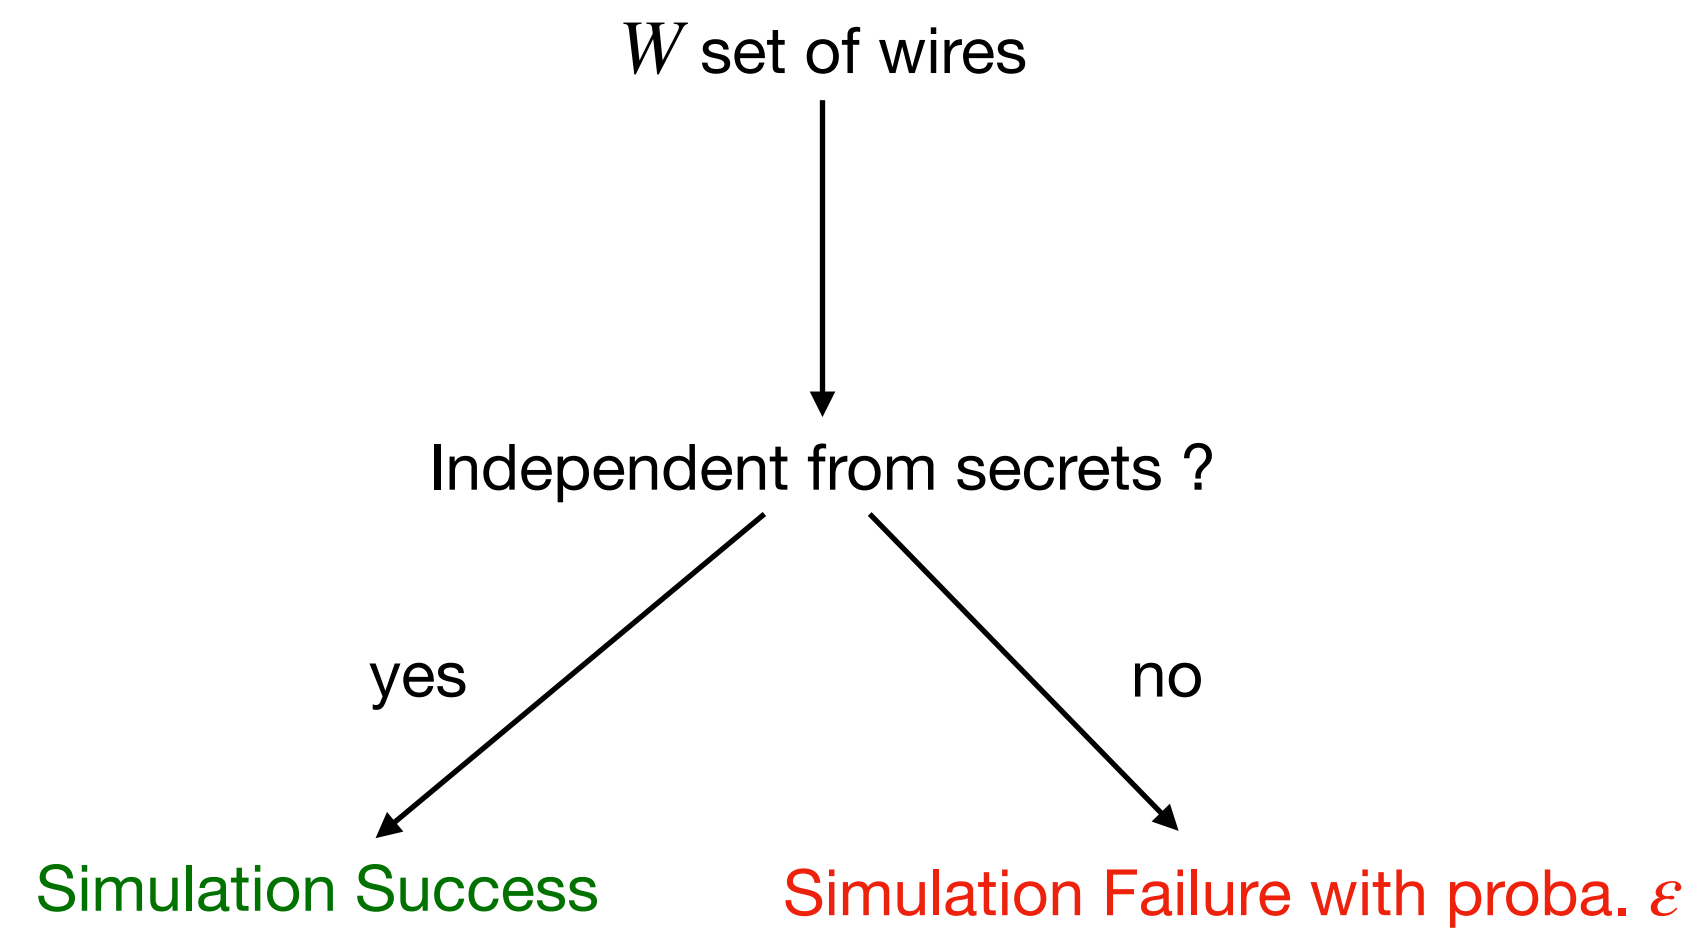 W set of wires
Independent from secrets ?
yes
no
Simulation Success
Simulation Failure with proba. ε